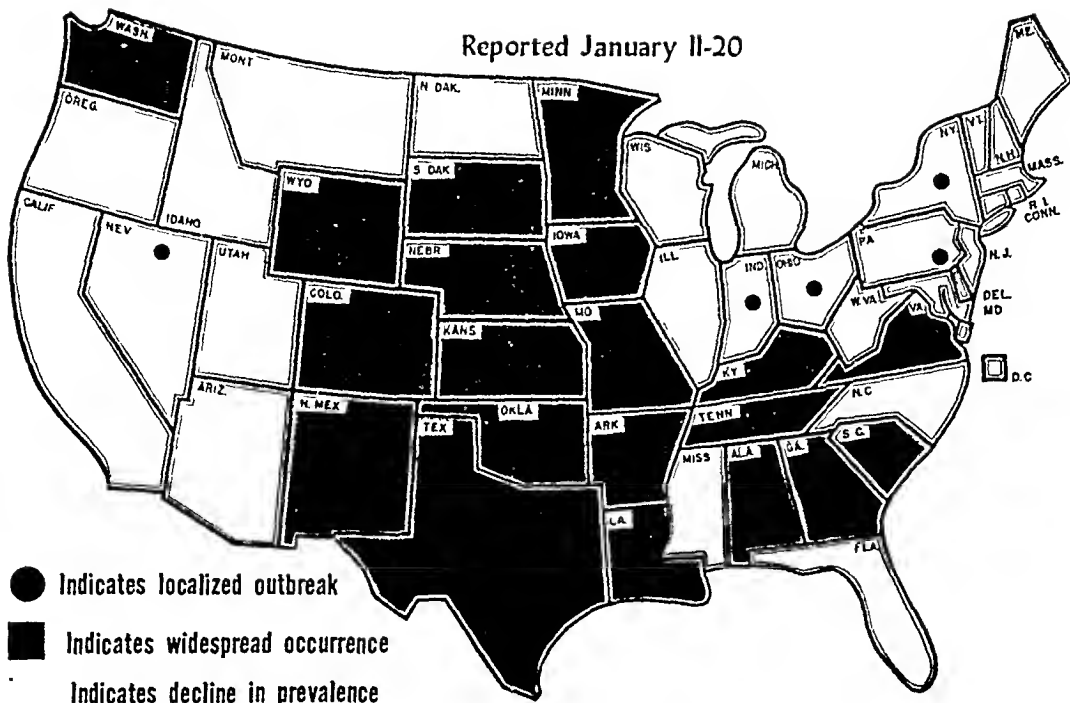 Reported January 11-20
WASH.
MONT
N. DAK.
MINN
ME.
OREG.
IDAHO
WYO
S. DAK
WIS
MICH.
N.Y.
VT.
N.H.
MASS.
R I
CONN.
CALIF
NEV
UTAH
COLO.
NEBR
IOWA
ILL
IND.
OHIO
PA
N. J.
W. VA.
VA.
DEL.
MD
D.C
KANS
MO
KY
ARIZ.
N. MEX
TEX
OKLA
ARK
TENN
N.C
S.C.
MISS
ALA.
GA.
LA.
FLA.
Indicates localized outbreak
Indicates widespread occurrence
Indicates decline in prevalence